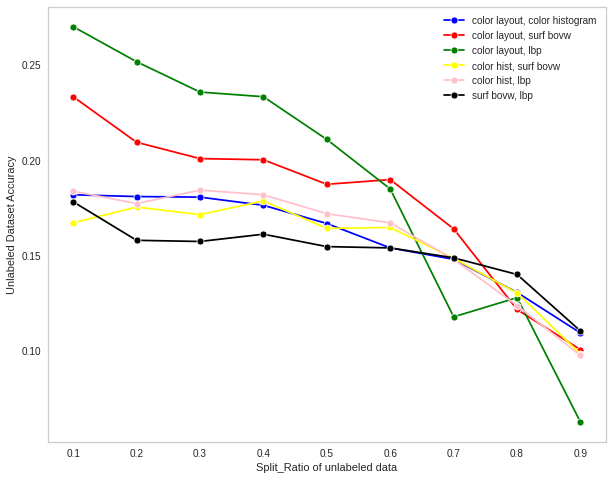 color layout, color histogram
color layout, surf bovw
color layout, lbp
color hist, surf bovw
color hist, lbp
surf bovw, lbp
Unlabeled Dataset Accuracy
0.25
0.20
0.15
0.10
0.1 0.2 0.3 0.4 0.5 0.6 0.7 0.8 0.9
Split_Ratio of unlabeled data